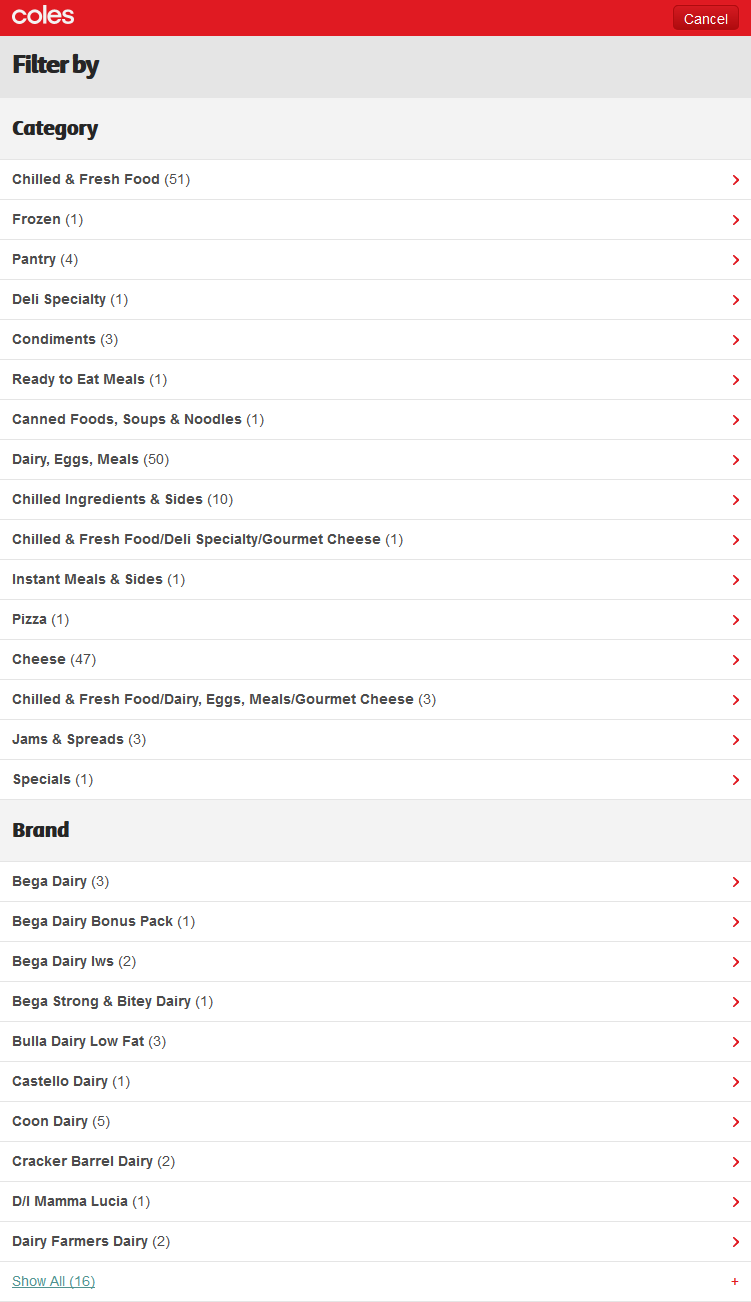 coles
Cancel
Filter by
Category
Chilled & Fresh Food (51)
Frozen (1)
Pantry (4)
Deli Specialty (1)
Condiments (3)
Ready to Eat Meals (1)
Canned Foods, Soups & Noodles (1)
Dairy, Eggs, Meals (50)
Chilled Ingredients & Sides (10)
Chilled & Fresh Food/Deli Specialty/Gourmet Cheese (1)
Instant Meals & Sides (1)
Pizza (1)
Cheese (47)
Chilled & Fresh Food/Dairy, Eggs, Meals/Gourmet Cheese (3)
Jams & Spreads (3)
Specials (1)
Brand
Bega Dairy (3)
Bega Dairy Bonus Pack (1)
Bega Dairy Iws (2)
Bega Strong & Bitey Dairy (1)
Bulla Dairy Low Fat (3)
Castello Dairy (1)
Coon Dairy (5)
Cracker Barrel Dairy (2)
D/l Mamma Lucia (1)
Dairy Farmers Dairy (2)
Show All (16) +